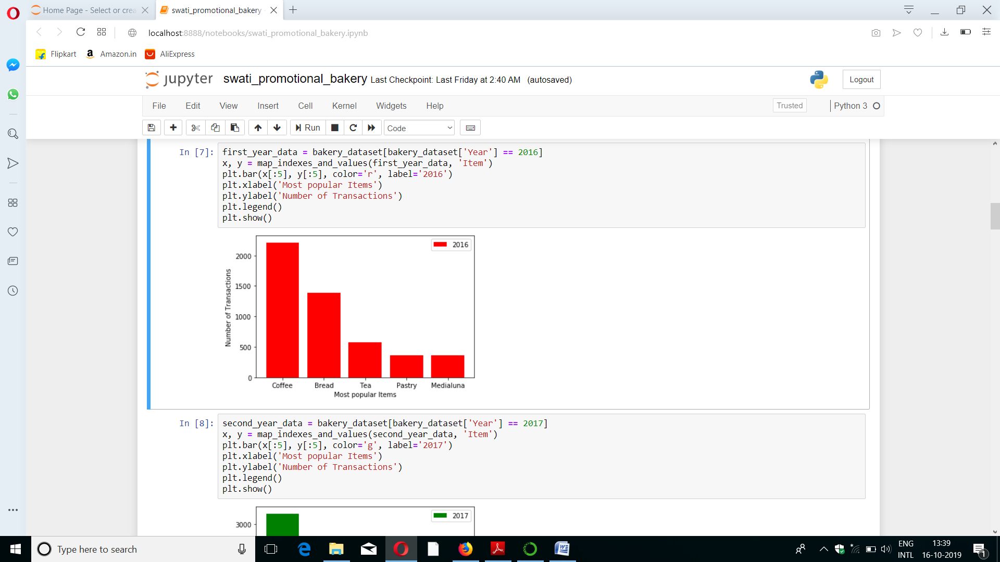 Home Page - Select or crea
swati_promotional_bakery
localhost:8888/notebooks/swati_promotional_bakery.ipynb
Flipkart
Amazon.in
AliExpress
jupyter
swati_promotional_bakery Last Checkpoint: Last Friday at 2:40 AM (autosaved)
Logout
File Edit View Insert Cell Kernel Widgets Help
Trusted
Python 3
Run
Code
In [7]:
first_year_data = bakery_dataset[bakery_dataset['Year'] == 2016]
x, y = map_indexes_and_values(first_year_data, 'Item')
plt.bar(x[:5], y[:5], color='r', label='2016')
plt.xlabel('Most popular Items')
plt.ylabel('Number of Transactions')
plt.legend()
plt.show()
2016
2000
1500
1000
500
0
Number of Transactions
Coffee Bread Tea Pastry Medialuna
Most popular Items
In [8]:
second_year_data = bakery_dataset[bakery_dataset['Year'] == 2017]
x, y = map_indexes_and_values(second_year_data, 'Item')
plt.bar(x[:5], y[:5], color='g', label='2017')
plt.xlabel('Most popular Items')
plt.ylabel('Number of Transactions')
plt.legend()
plt.show()
2017
3000
Type here to search
ENG
INTL
13:39
16-10-2019
1